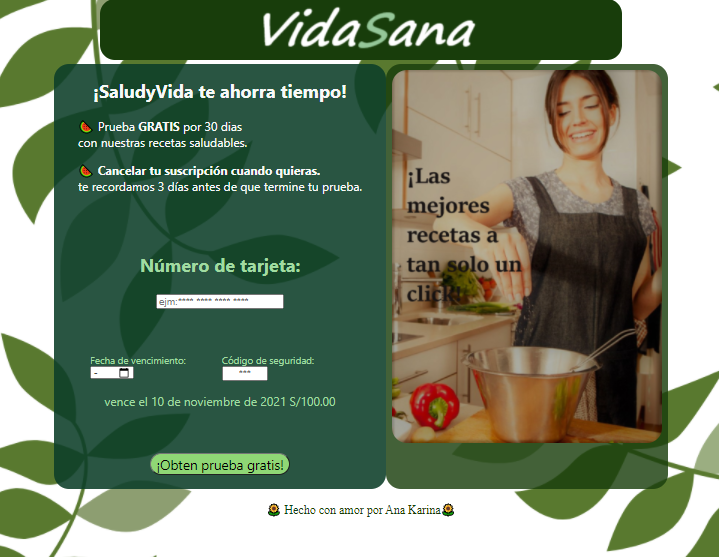 VidaSana
¡SaludyVida te ahorra tiempo!
Prueba GRATIS por 30 dias
con nuestras recetas saludables.
Cancelar tu suscripción cuando quieras.
te recordamos 3 días antes de que termine tu prueba.
Número de tarjeta:
ejm:**** **** **** ****
Fecha de vencimiento:
Código de seguridad:
-
***
vence el 10 de noviembre de 2021 S/100.00
¡Obten prueba gratis!
¡Las
mejores
recetas a
tan solo un
click!
Hecho con amor por Ana Karina